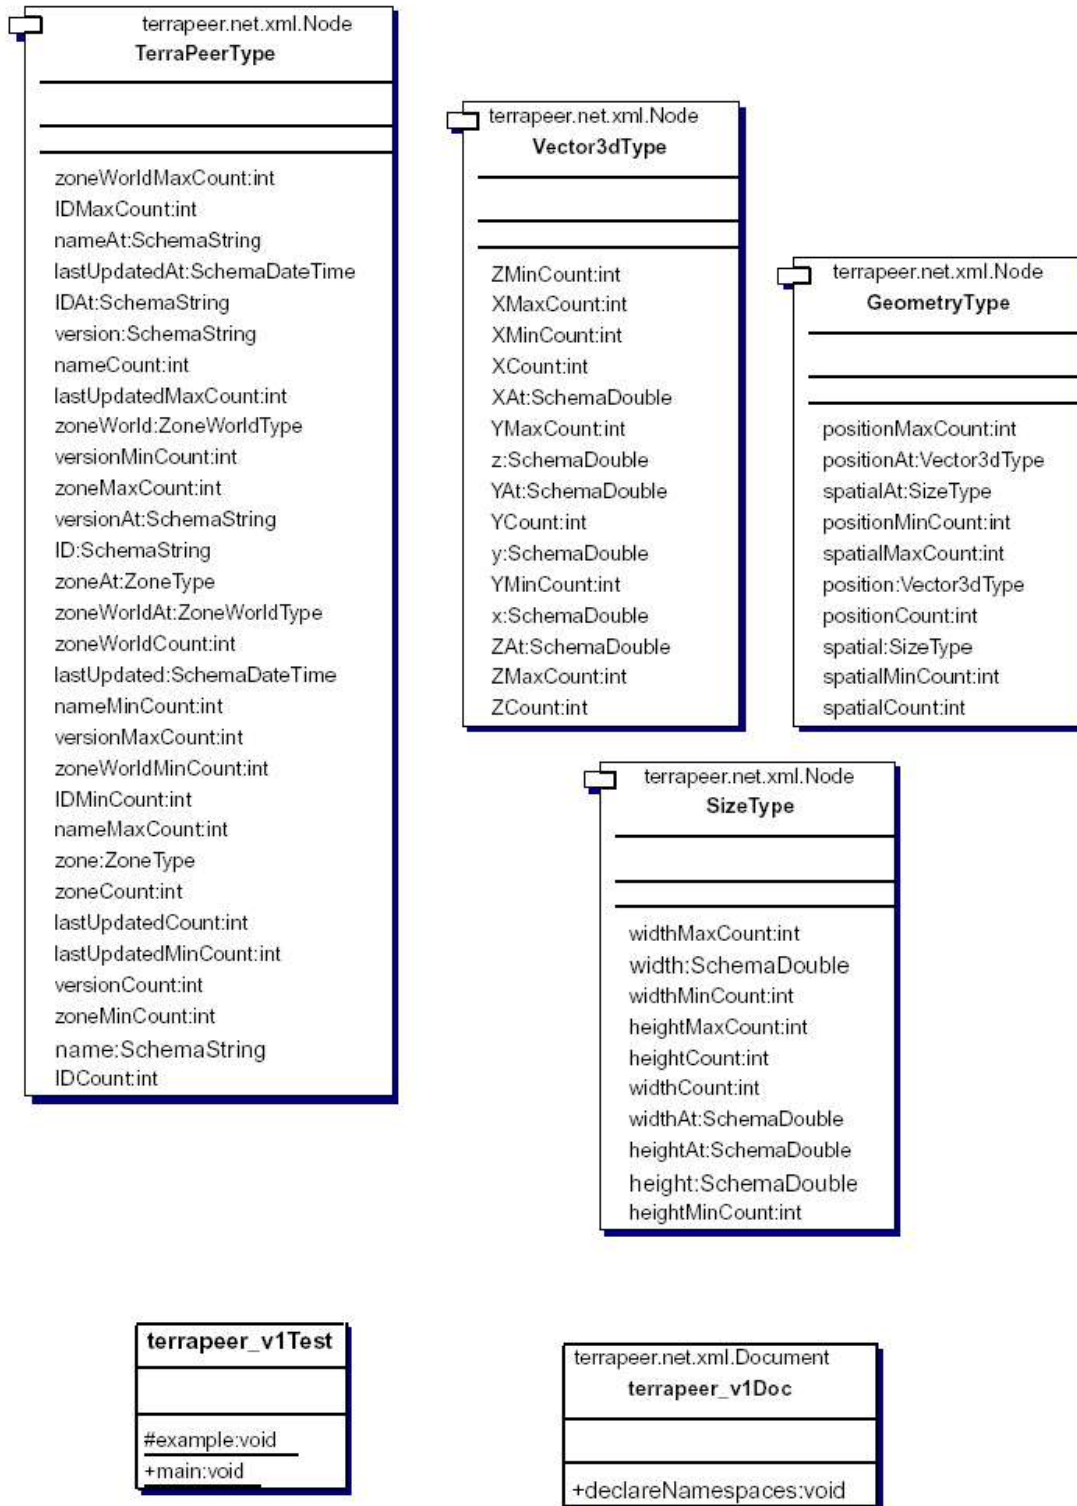 terrapeer.net.xml.Node
TerraPeerType
zoneWorldMaxCount:int
IDMaxCount:int
nameAt:SchemaString
lastUpdatedAt:SchemaDateTime
IDAt:SchemaString
version:SchemaString
nameCount:int
lastUpdatedMaxCount:int
zoneWorld:ZoneWorldType
versionMinCount:int
zoneMaxCount:int
versionAt:SchemaString
ID:SchemaString
zoneAt:ZoneType
zoneWorldAt:ZoneWorldType
zoneWorldCount:int
lastUpdated:SchemaDateTime
nameMinCount:int
versionMaxCount:int
zoneWorldMinCount:int
IDMinCount:int
nameMaxCount:int
zone:ZoneType
zoneCount:int
lastUpdatedCount:int
lastUpdatedMinCount:int
versionCount:int
zoneMinCount:int
name:SchemaString
IDCount:int
terrapeer.net.xml.Node
Vector3dType
ZMinCount:int
XMaxCount:int
XMinCount:int
XCount:int
XAt:SchemaDouble
YMaxCount:int
z:SchemaDouble
YAt:SchemaDouble
YCount:int
y:SchemaDouble
YMinCount:int
x:SchemaDouble
ZAt:SchemaDouble
ZMaxCount:int
ZCount:int
terrapeer.net.xml.Node
GeometryType
positionMaxCount:int
positionAt:Vector3dType
spatialAt:SizeType
positionMinCount:int
spatialMaxCount:int
position:Vector3dType
positionCount:int
spatial:SizeType
spatialMinCount:int
spatialCount:int
terrapeer.net.xml.Node
SizeType
widthMaxCount:int
width:SchemaDouble
widthMinCount:int
heightMaxCount:int
heightCount:int
widthCount:int
widthAt:SchemaDouble
heightAt:SchemaDouble
height:SchemaDouble
heightMinCount:int
terrapeer_v1Test
#example:void
+main:void
terrapeer.net.xml.Document
terrapeer_v1Doc
+declareNamespaces:void